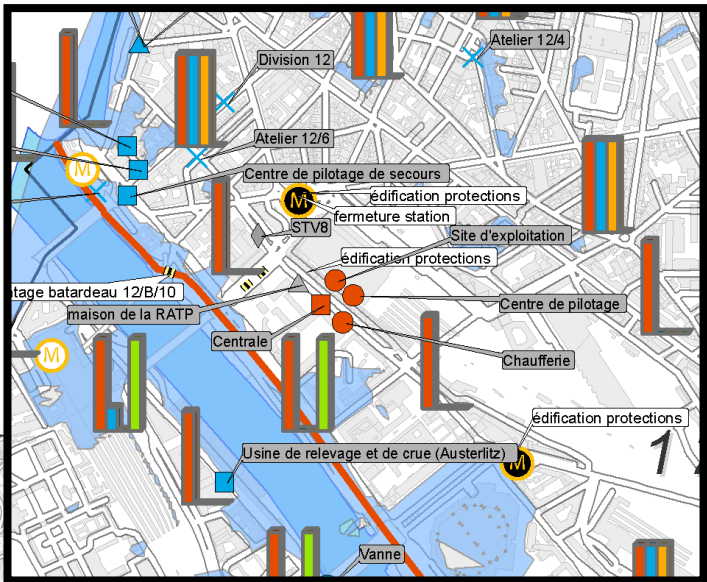 Atelier 12/4
Division 12
Atelier 12/6
Centre de pilotage de secours
M
M
édification protections
fermeture station
STV8
Site d'exploitation
édification protections
ntage batardeau 12/B/10
maison de la RATP
Centre de pilotage
Centrale
M
Chaufferie
édification protections
1
Usine de relevage et de crue (Austerlitz)
M
Vanne